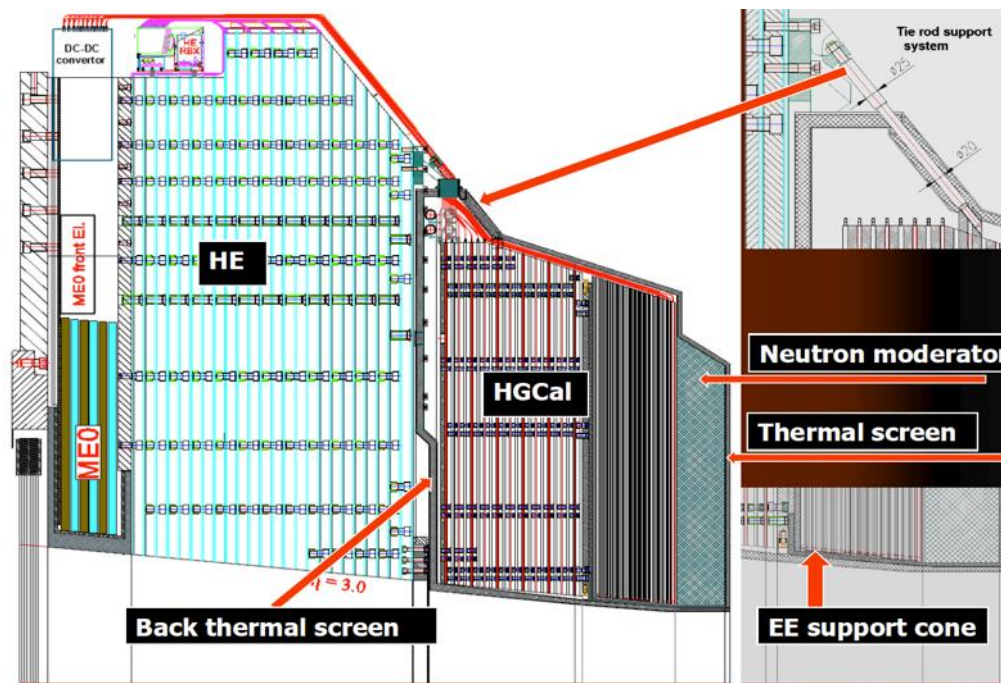 DC-DC
convertor
HE
RBX
Tie rod support
system
ø25
ø20
ME0 front El.
HE
HGCal
Neutron moderator
Thermal screen
ME0
η = 3.0
Back thermal screen
EE support cone